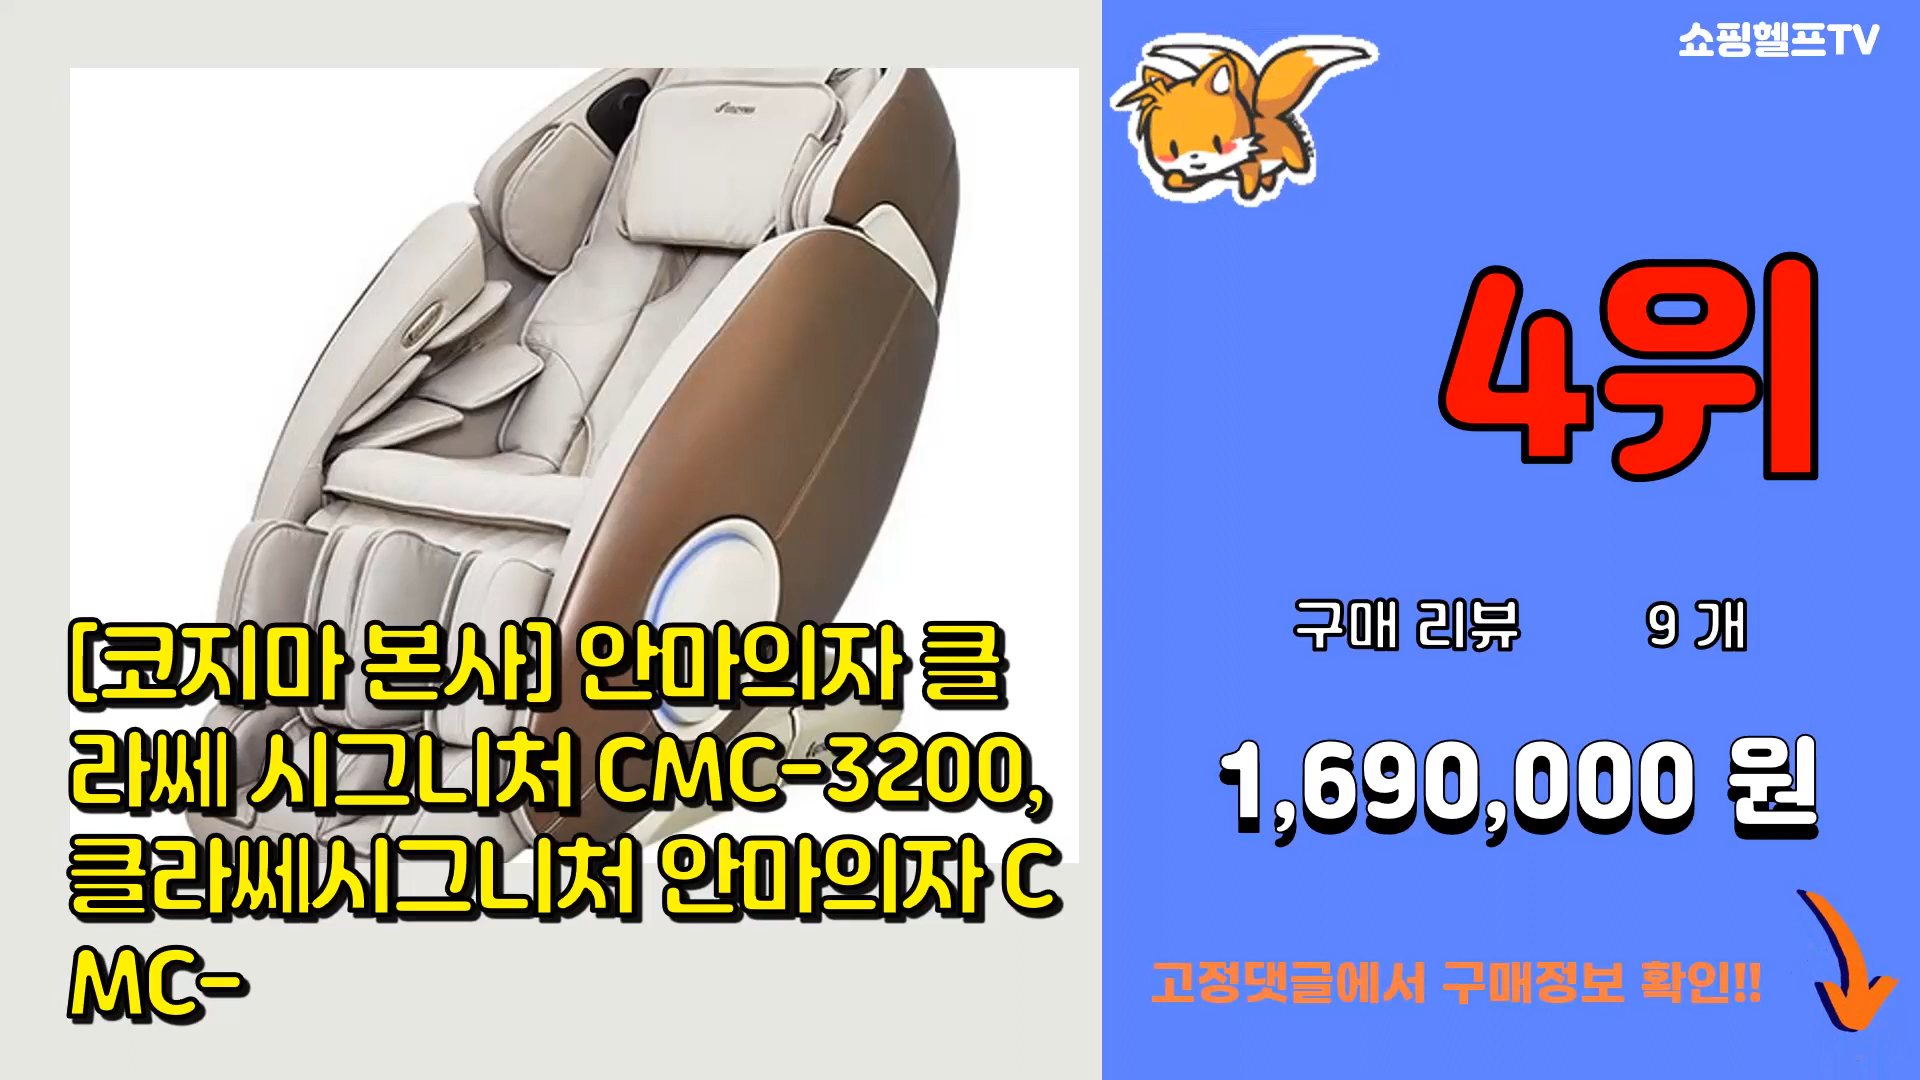 쇼핑헬프TV
4위
구매 리뷰 9 개
1,690,000 원
[코지마 본사] 안마의자 클
라쎄 시그니처 CMC-3200,
클라쎄시그니처 안마의자 C
MC-
고정댓글에서 구매정보 확인!!